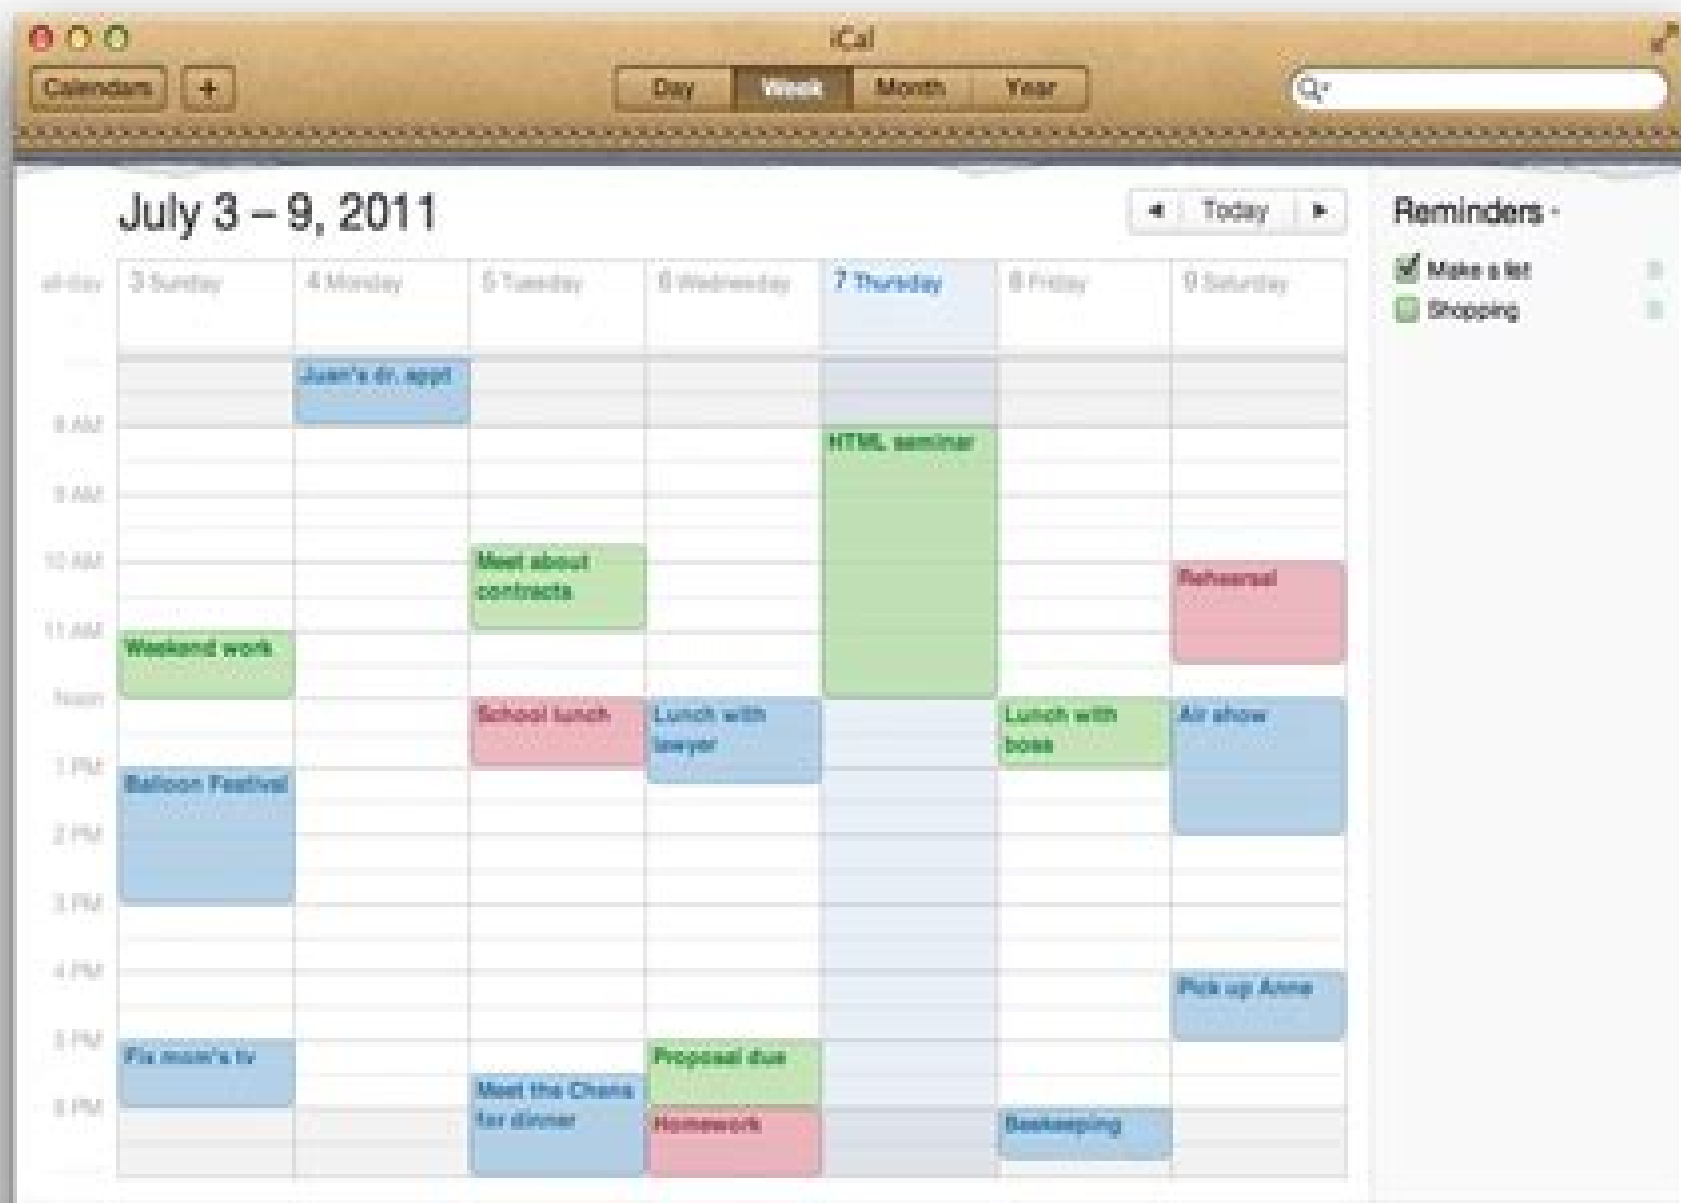 iCal
Calendars +
Day Week Month Year
July 3 – 9, 2011
Today
Reminders
Make a list
Shopping
all-day
3 Sunday
4 Monday
5 Tuesday
6 Wednesday
7 Thursday
8 Friday
9 Saturday
Juan's dr. appt
8 AM
HTML seminar
9 AM
10 AM
Meet about
contracts
Rehearsal
11 AM
Weekend work
Noon
School lunch
Lunch with
lawyer
Lunch with
boss
Air show
1 PM
Balloon Festival
2 PM
3 PM
4 PM
Pick up Anne
5 PM
Fix mom's tv
Proposal due
Meet the Chans
for dinner
6 PM
Homework
Beekeeping